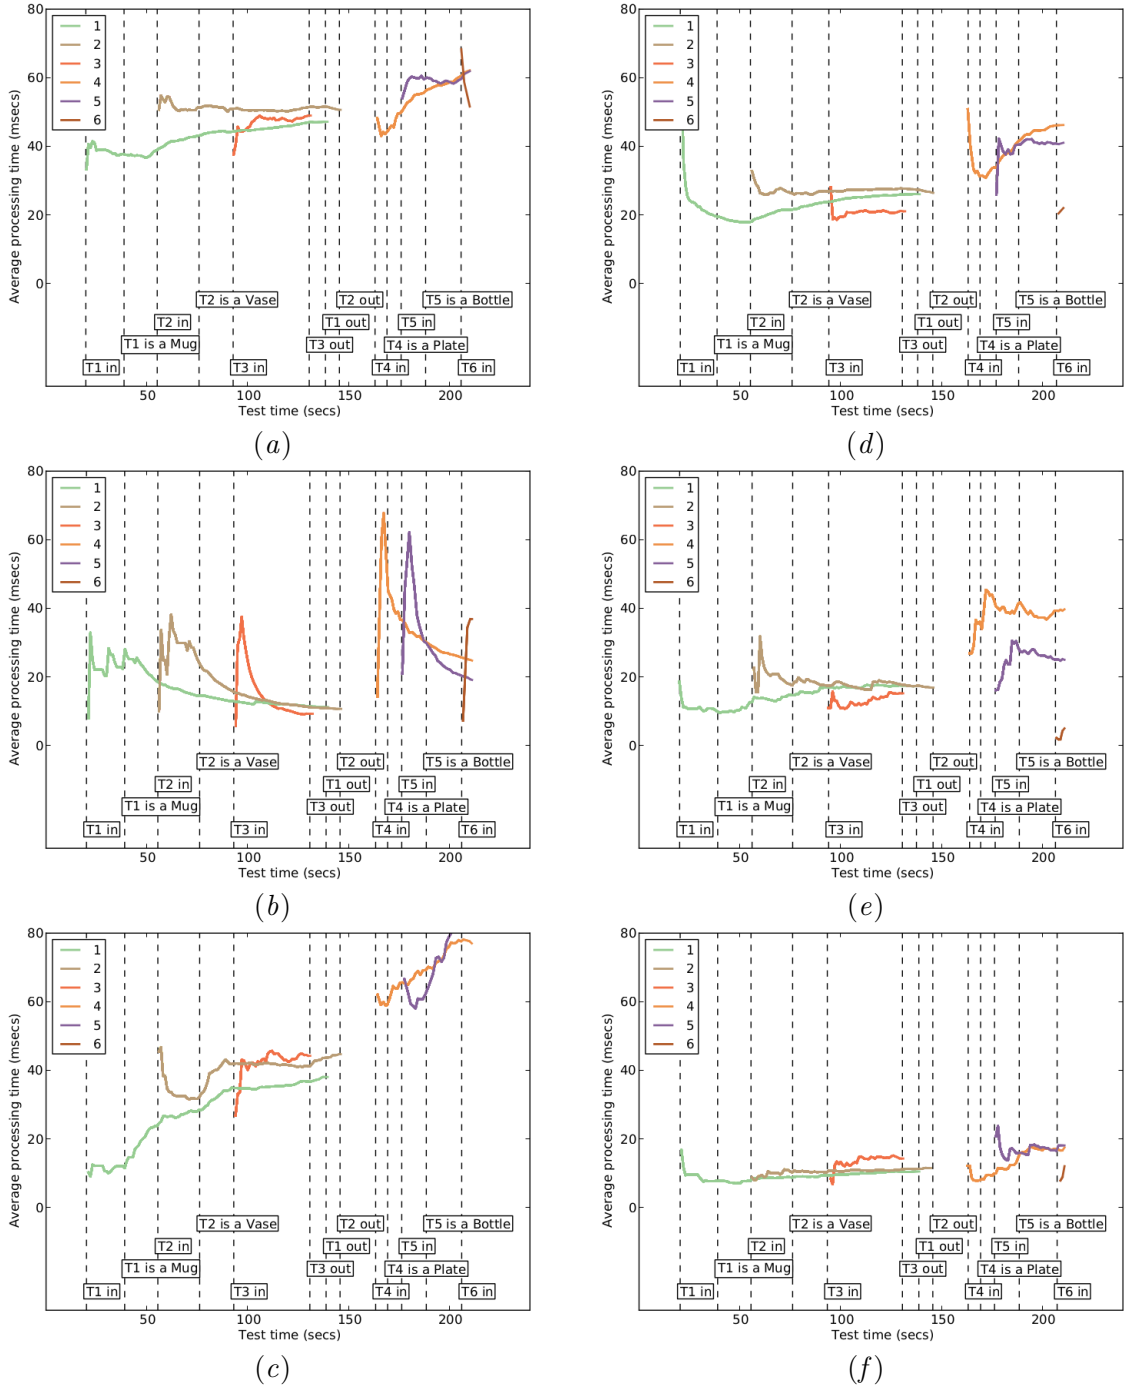 80
60
40
20
0
Average processing time (msecs)
1
2
3
4
5
6
T2 is a Vase
T2 out
T5 is a Bottle
T2 in
T1 out
T5 in
T1 is a Mug
T3 out
T4 is a Plate
T1 in
T3 in
T4 in
T6 in
50
100
150
200
Test time (secs)
(a)
80
60
40
20
0
Average processing time (msecs)
1
2
3
4
5
6
T2 is a Vase
T2 out
T5 is a Bottle
T2 in
T1 out
T5 in
T1 is a Mug
T3 out
T4 is a Plate
T1 in
T3 in
T4 in
T6 in
50
100
150
200
Test time (secs)
(d)
80
60
40
20
0
Average processing time (msecs)
1
2
3
4
5
6
T2 is a Vase
T2 out
T5 is a Bottle
T2 in
T1 out
T5 in
T1 is a Mug
T3 out
T4 is a Plate
T1 in
T3 in
T4 in
T6 in
50
100
150
200
Test time (secs)
(b)
80
60
40
20
0
Average processing time (msecs)
1
2
3
4
5
6
T2 is a Vase
T2 out
T5 is a Bottle
T2 in
T1 out
T5 in
T1 is a Mug
T3 out
T4 is a Plate
T1 in
T3 in
T4 in
T6 in
50
100
150
200
Test time (secs)
(e)
80
60
40
20
0
Average processing time (msecs)
1
2
3
4
5
6
T2 is a Vase
T2 out
T5 is a Bottle
T2 in
T1 out
T5 in
T1 is a Mug
T3 out
T4 is a Plate
T1 in
T3 in
T4 in
T6 in
50
100
150
200
Test time (secs)
(c)
80
60
40
20
0
Average processing time (msecs)
1
2
3
4
5
6
T2 is a Vase
T2 out
T5 is a Bottle
T2 in
T1 out
T5 in
T1 is a Mug
T3 out
T4 is a Plate
T1 in
T3 in
T4 in
T6 in
50
100
150
200
Test time (secs)
(f)